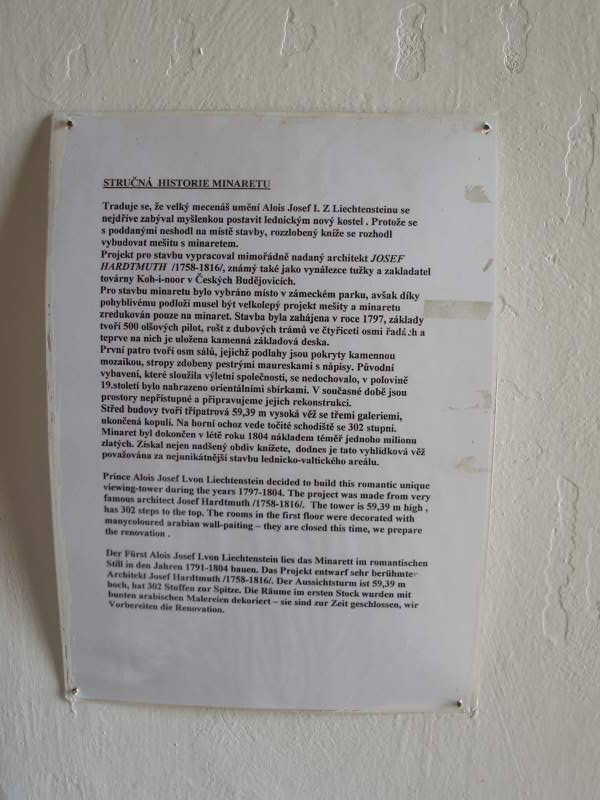 STRUČNÁ HISTORIE MINARETU
Traduje se, že velký mecenáš umění Alois Josef I. Z Liechtensteinu se
nejdříve zabýval myšlenkou postavit lednickým nový kostel . Protože se
s poddanými neshodl na místě stavby, rozzlobený kníže se rozhodl
vybudovat mešitu s minaretem.
Projekt pro stavbu vypracoval mimořádně nadaný architekt JOSEF
HARDTMUTH /1758-1816/, známý také jako vynálezce tužky a zakladatel
továrny Koh-i-noor v Českých Budějovicích.
Pro stavbu minaretu bylo vybráno místo v zámeckém parku, avšak díky
pohyblivému podloží musel být velkolepý projekt mešity a minaretu
zredukován pouze na minaret. Stavba byla zahájena v roce 1797, základy
tvoří 500 olšových pilot, rošt z dubových trámů ve čtyřiceti osmi řadách a
teprve na nich je uložena kamenná základová deska.
První patro tvoří osm sálů, jejichž podlahy jsou pokryty kamennou
mozaikou, stropy zdobeny pestrými maureskami s nápisy. Původní
vybavení, které sloužila výletní společnosti, se nedochovalo, v polovině
19.století bylo nahrazeno orientálními sbírkami. V současné době jsou
prostory nepřístupné a připravujeme jejich rekonstrukci.
Střed budovy tvoří třípatrová 59,39 m vysoká věž se třemi galeriemi,
ukončená kopulí. Na horní ochoz vede točité schodiště se 302 stupni.
Minaret byl dokončen v létě roku 1804 nákladem téměř jednoho milionu
zlatých. Získal nejen nadšený obdiv knížete, dodnes je tato vyhlídková věž
považována za nejunikátnější stavbu lednicko-valtického areálu.
Prince Alois Josef I.von Liechtenstein decided to build this romantic unique
viewing-tower during the years 1797-1804. The project was made from very
famous architect Josef Hardtmuth /1758-1816/. The tower is 59,39 m high ,
has 302 steps to the top. The rooms in the first floor were decorated with
manycoloured arabian wall-paiting – they are closed this time, we prepare
the renovation .
Der Fürst Alois Josef I.von Liechtenstein lies das Minarett im romantischen
Still in den Jahren 1791-1804 bauen. Das Projekt entwarf sehr berühmte
Architekt Josef Hardtmuth /1758-1816/. Der Aussichtsturm ist 59,39 m
hoch, hat 302 Stuffen zur Spitze. Die Räume im ersten Stock wurden mit
bunten arabischen Malereien dekoriert – sie sind zur Zeit geschlossen, wir
Vorbereiten die Renovation.